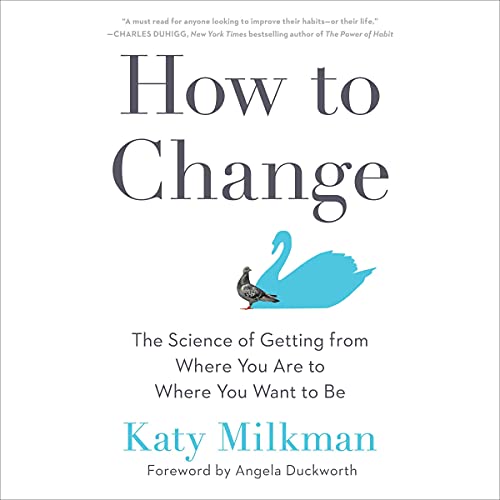 "A must read for anyone looking to improve their habits—or their life."
—CHARLES DUHIGG, New York Times bestselling author of The Power of Habit
How to
Change
The Science of Getting from
Where You Are to
Where You Want to Be
Katy Milkman
Foreword by Angela Duckworth